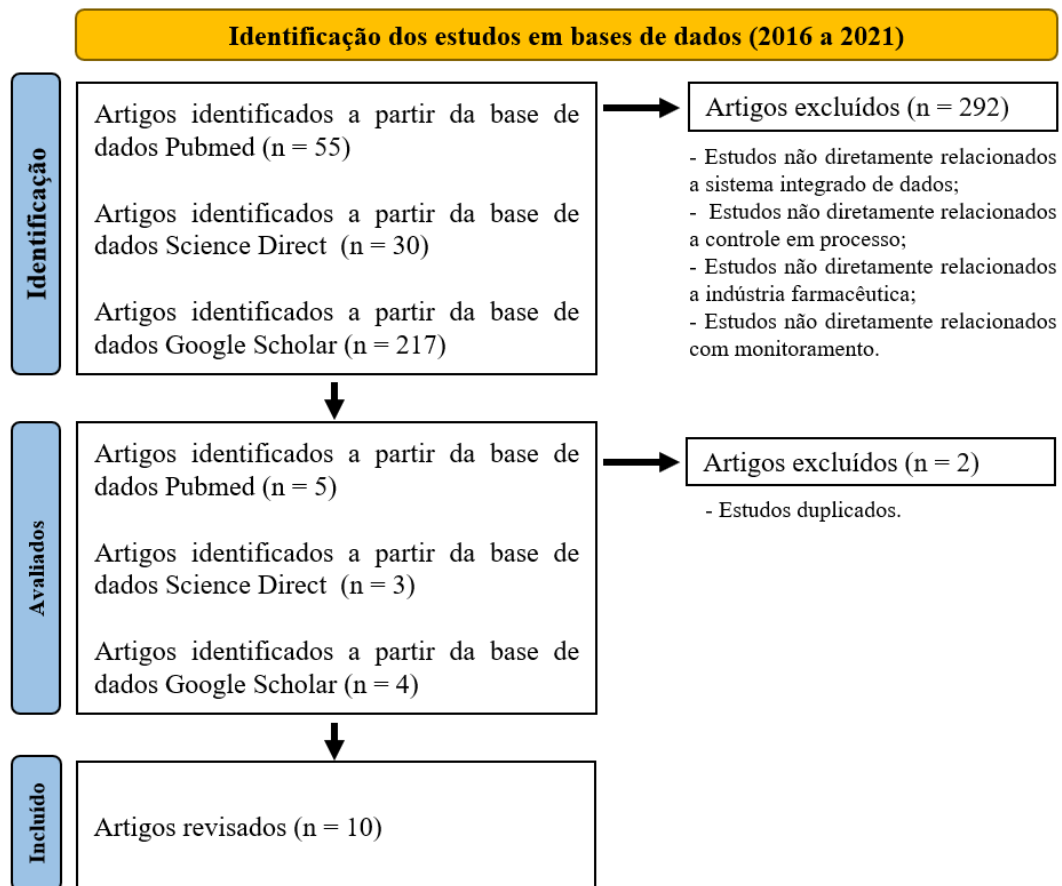 Identificação dos estudos em bases de dados (2016 a 2021)
Identificação
Artigos identificados a partir da base de
dados Pubmed (n = 55)
Artigos identificados a partir da base de
dados Science Direct (n = 30)
Artigos identificados a partir da base de
dados Google Scholar (n = 217)
Artigos excluídos (n = 292)
- Estudos não diretamente relacionados
a sistema integrado de dados;
- Estudos não diretamente relacionados
a controle em processo;
- Estudos não diretamente relacionados
a indústria farmacêutica;
- Estudos não diretamente relacionados
com monitoramento.
Avaliados
Artigos identificados a partir da base de
dados Pubmed (n = 5)
Artigos identificados a partir da base de
dados Science Direct (n = 3)
Artigos identificados a partir da base de
dados Google Scholar (n = 4)
Artigos excluídos (n = 2)
- Estudos duplicados.
Incluído
Artigos revisados (n = 10)